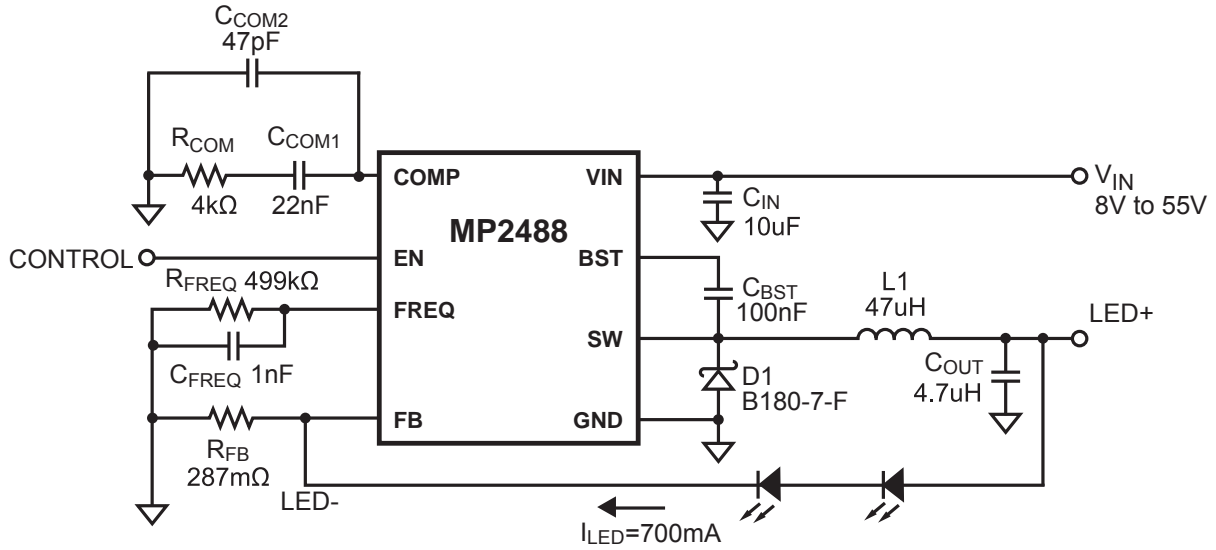 C_COM2
47pF
R_COM
C_COM1
4kΩ
22nF
COMP
VIN
V_IN
8V to 55V
C_IN
10uF
MP2488
CONTROL
EN
BST
R_FREQ 499kΩ
FREQ
C_BST
100nF
L1
47uH
LED+
SW
C_FREQ 1nF
D1
B180-7-F
C_OUT
4.7uH
FB
GND
R_FB
287mΩ
LED-
I_LED=700mA